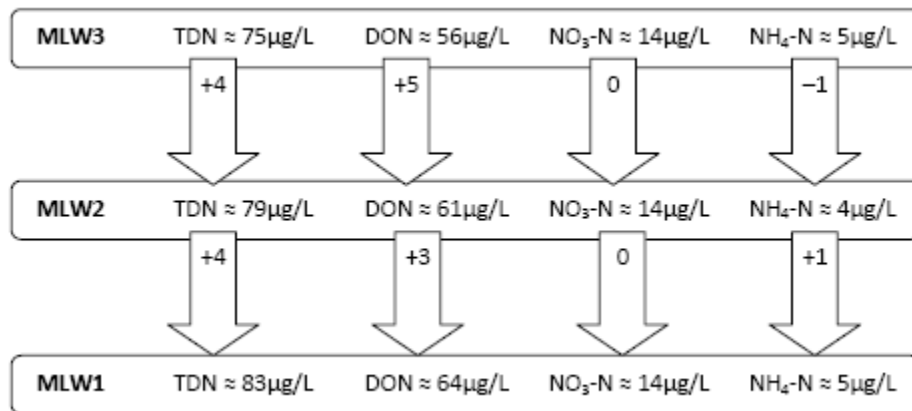 MLW3 TDN ≈ 75µg/L DON ≈ 56µg/L NO₃-N ≈ 14µg/L NH₄-N ≈ 5µg/L
+4 +5 0 –1
MLW2 TDN ≈ 79µg/L DON ≈ 61µg/L NO₃-N ≈ 14µg/L NH₄-N ≈ 4µg/L
+4 +3 0 +1
MLW1 TDN ≈ 83µg/L DON ≈ 64µg/L NO₃-N ≈ 14µg/L NH₄-N ≈ 5µg/L